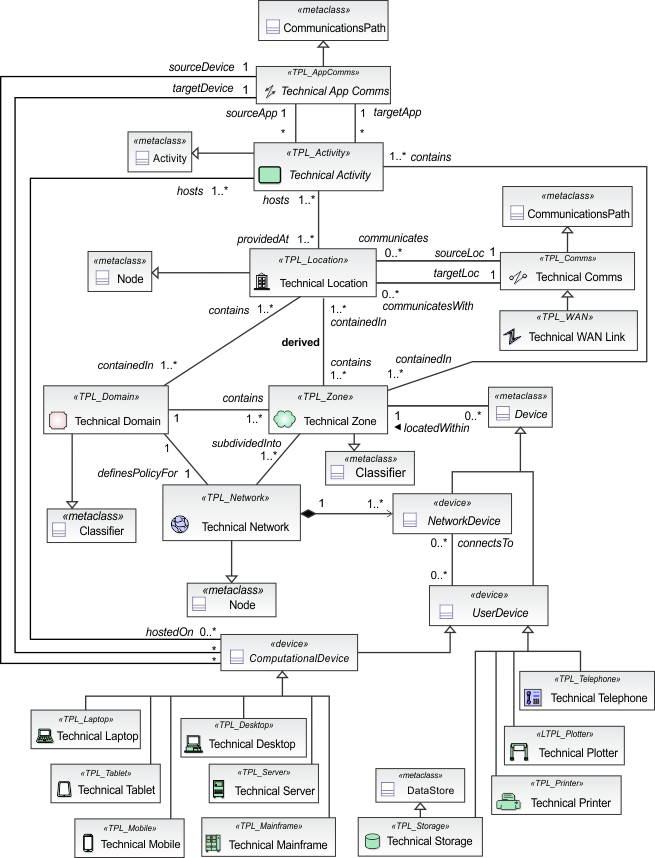 «metaclass»
CommunicationsPath
sourceDevice 1
«TPL_AppComms»
Technical App Comms
targetDevice 1
sourceApp 1
1 targetApp
*
*
«metaclass»
Activity
«TPL_Activity»
Technical Activity
1..* contains
hosts 1..*
hosts 1..*
«metaclass»
CommunicationsPath
providedAt 1..*
communicates
0..*
sourceLoc 1
«metaclass»
Node
«TPL_Location»
Technical Location
«TPL_Comms»
Technical Comms
targetLoc 1
0..*
communicatesWith
contains 1..*
1..*
containedIn
«TPL_WAN»
Technical WAN Link
derived
containedIn 1..*
contains
1..*
containedIn
1..*
«TPL_Domain»
Technical Domain
contains
1
1..*
«TPL_Zone»
Technical Zone
1
0..*
locatedWithin
«metaclass»
Device
1
definesPolicyFor 1
subdividedInto
1..*
«metaclass»
Classifier
«metaclass»
Classifier
«TPL_Network»
Technical Network
1
1..*
«device»
NetworkDevice
0..* connectsTo
0..*
«metaclass»
Node
«device»
UserDevice
hostedOn 0..*
*
*
«device»
ComputationalDevice
«TPL_Telephone»
Technical Telephone
«TPL_Laptop»
Technical Laptop
«TPL_Desktop»
Technical Desktop
«LTPL_Plotter»
Technical Plotter
«TPL_Tablet»
Technical Tablet
«TPL_Server»
Technical Server
«metaclass»
DataStore
«TPL_Printer»
Technical Printer
«TPL_Mobile»
Technical Mobile
«TPL_Mainframe»
Technical Mainframe
«TPL_Storage»
Technical Storage